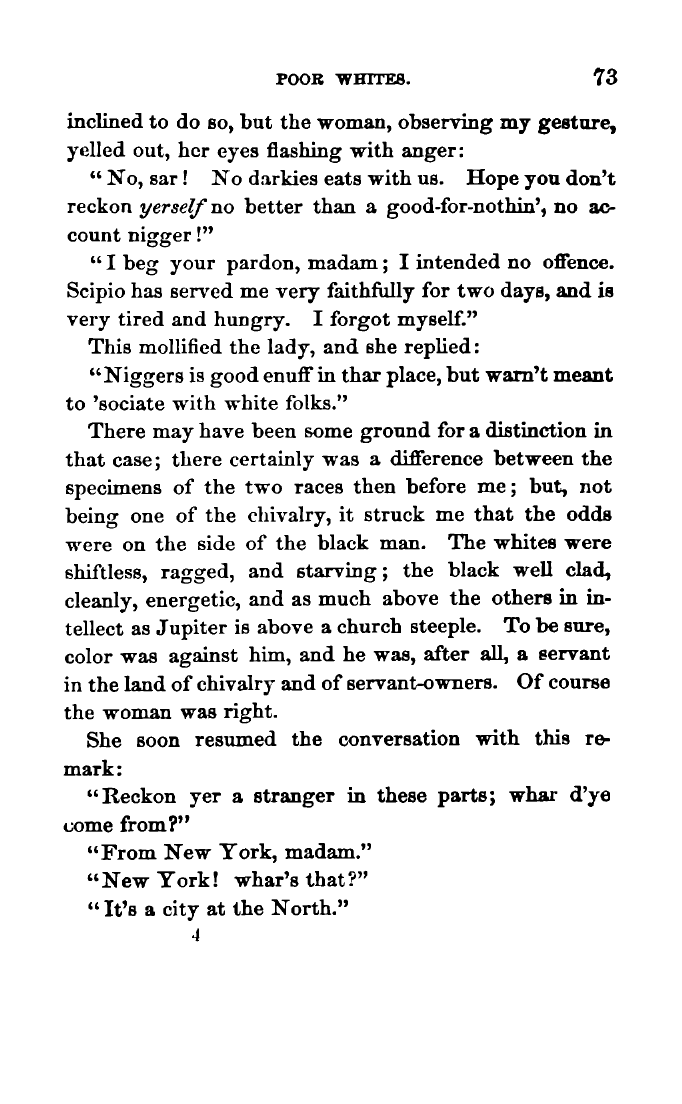 POOR WHITES. 73
inclined to do so, but the woman, observing my gesture,
yelled out, her eyes flashing with anger:
"No, sar! No darkies eats with us. Hope you don't
reckon yerself no better than a good-for-nothin', no ac-
count nigger!"
"I beg your pardon, madam; I intended no offence.
Scipio has served me very faithfully for two days, and is
very tired and hungry. I forgot myself."
This mollified the lady, and she replied:
"Niggers is good enuff in thar place, but warn't meant
to 'sociate with white folks."
There may have been some ground for a distinction in
that case; there certainly was a difference between the
specimens of the two races then before me; but, not
being one of the chivalry, it struck me that the odds
were on the side of the black man. The whites were
shiftless, ragged, and starving; the black well clad,
cleanly, energetic, and as much above the others in in-
tellect as Jupiter is above a church steeple. To be sure,
color was against him, and he was, after all, a servant
in the land of chivalry and of servant-owners. Of course
the woman was right.
She soon resumed the conversation with this re-
mark:
"Reckon yer a stranger in these parts; whar d'ye
come from?"
"From New York, madam."
"New York! whar's that?"
"It's a city at the North."
4